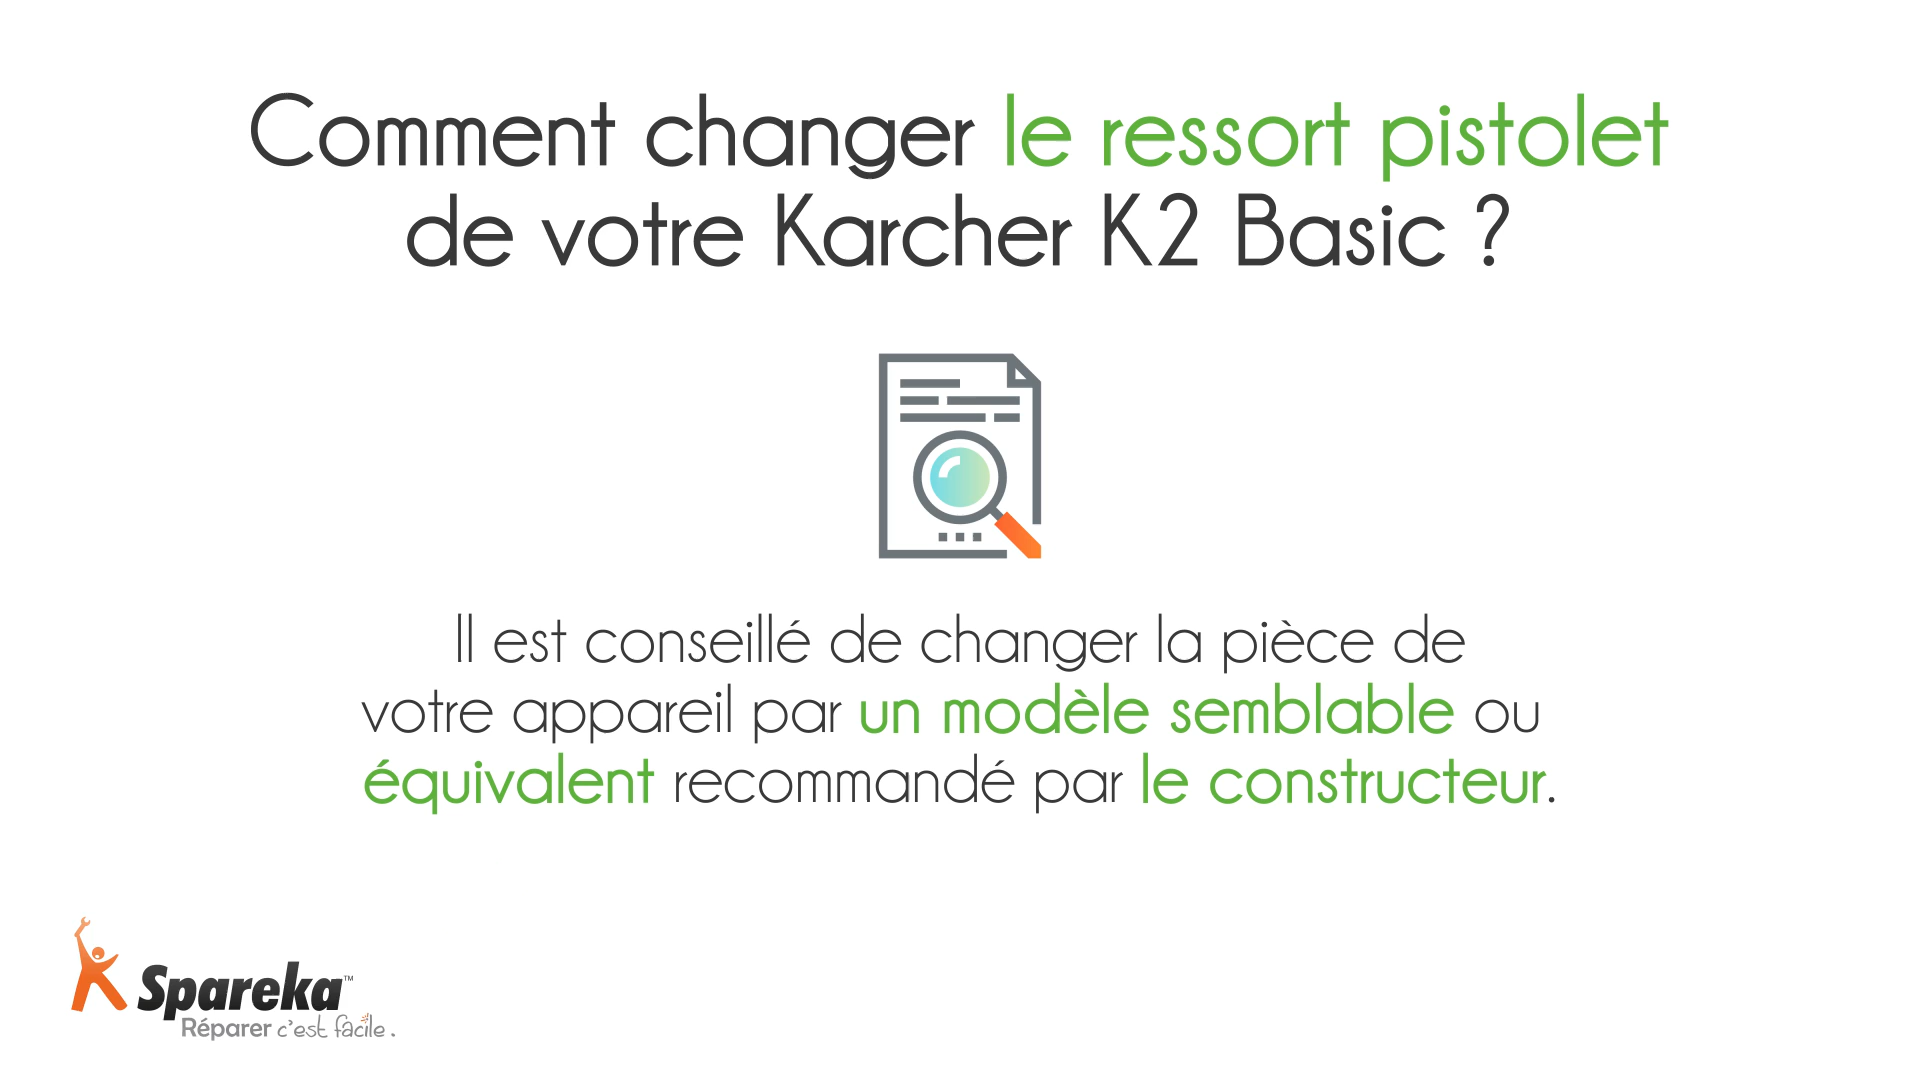 Comment changer le ressort pistolet
de votre Karcher K2 Basic ?
Il est conseillé de changer la pièce de
votre appareil par un modèle semblable ou
équivalent recommandé par le constructeur.
Spareka™
Réparer c'est facile.